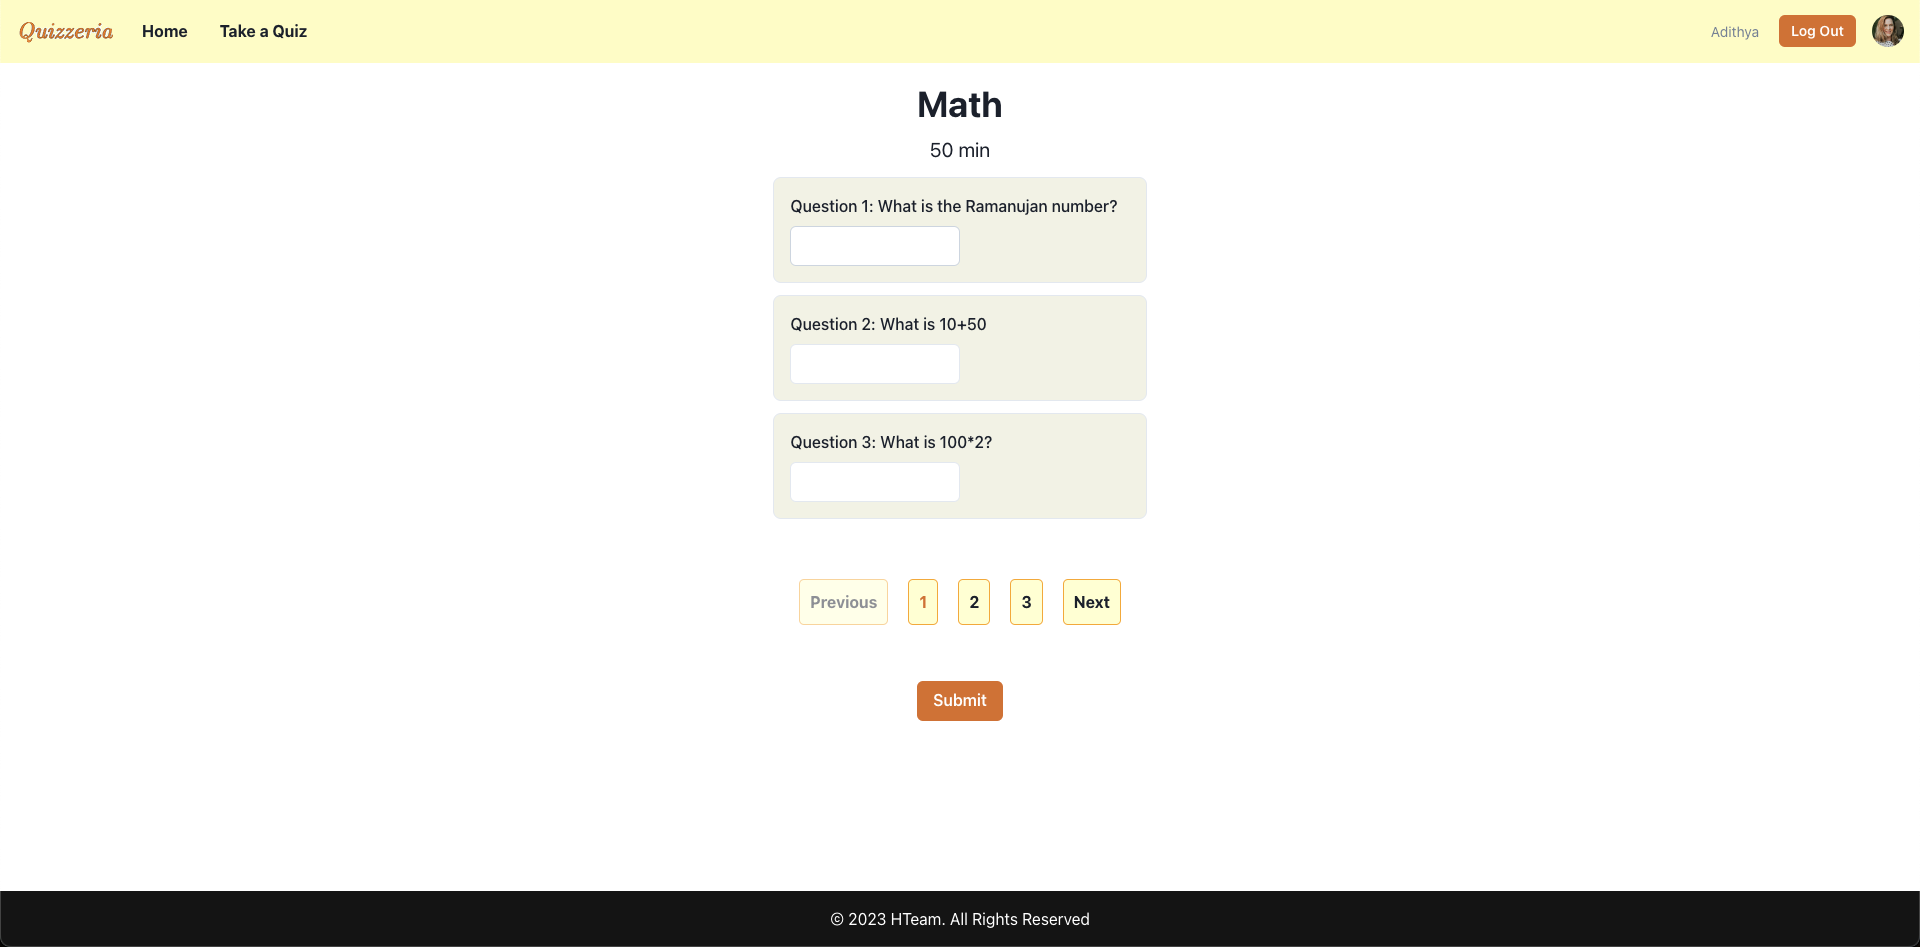 Quizzeria Home Take a Quiz Adithya Log Out
Math
50 min
Question 1: What is the Ramanujan number?
Question 2: What is 10+50
Question 3: What is 100*2?
Previous 1 2 3 Next
Submit
© 2023 HTeam. All Rights Reserved